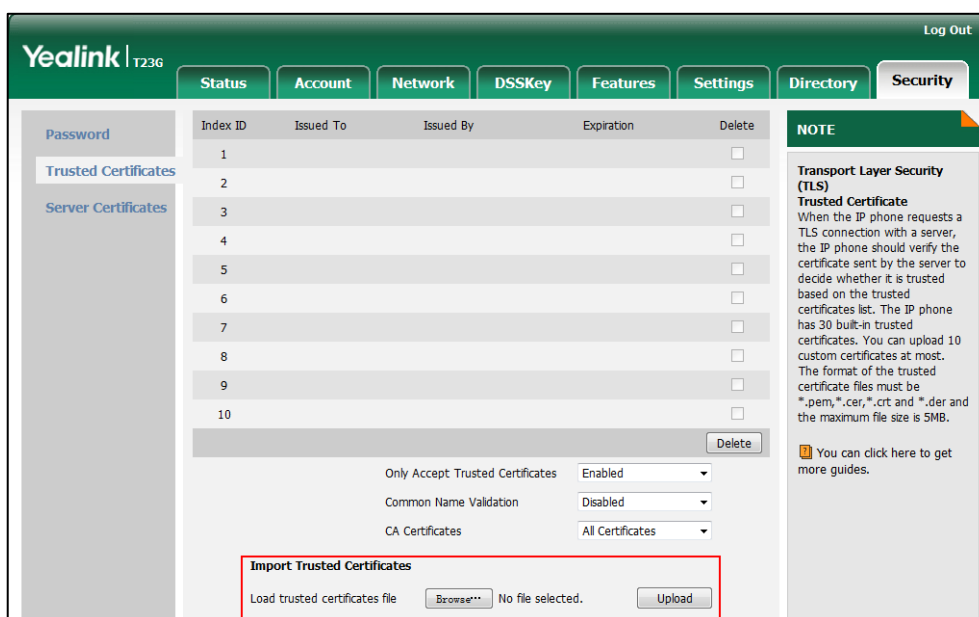 Log Out
Yealink T23G
Status Account Network DSSKey Features Settings Directory Security
Password
Trusted Certificates
Server Certificates
Index ID Issued To Issued By Expiration Delete
1
2
3
4
5
6
7
8
9
10
Delete
Only Accept Trusted Certificates Enabled
Common Name Validation Disabled
CA Certificates All Certificates
Import Trusted Certificates
Load trusted certificates file Browse... No file selected. Upload
NOTE
Transport Layer Security
(TLS)
Trusted Certificate
When the IP phone requests a
TLS connection with a server,
the IP phone should verify the
certificate sent by the server to
decide whether it is trusted
based on the trusted
certificates list. The IP phone
has 30 built-in trusted
certificates. You can upload 10
custom certificates at most.
The format of the trusted
certificate files must be
*.pem,*.cer,*.crt and *.der and
the maximum file size is 5MB.
? You can click here to get
more guides.